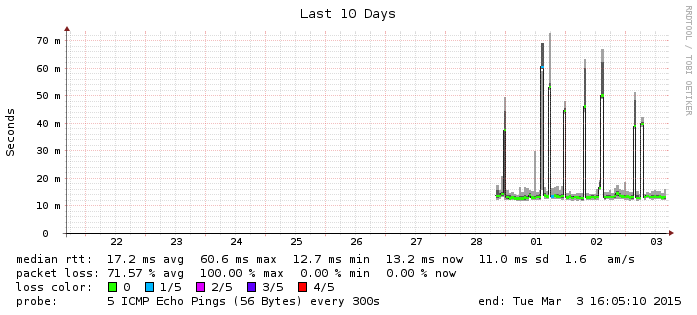 Last 10 Days
RRDTOOL / TOBI OETIKER
Seconds
70 m
60 m
50 m
40 m
30 m
20 m
10 m
0
22 23 24 25 26 27 28 01 02 03
median rtt: 17.2 ms avg 60.6 ms max 12.7 ms min 13.2 ms now 11.0 ms sd 1.6 am/s
packet loss: 71.57 % avg 100.00 % max 0.00 % min 0.00 % now
loss color: 0 1/5 2/5 3/5 4/5
probe: 5 ICMP Echo Pings (56 Bytes) every 300s end: Tue Mar 3 16:05:10 2015